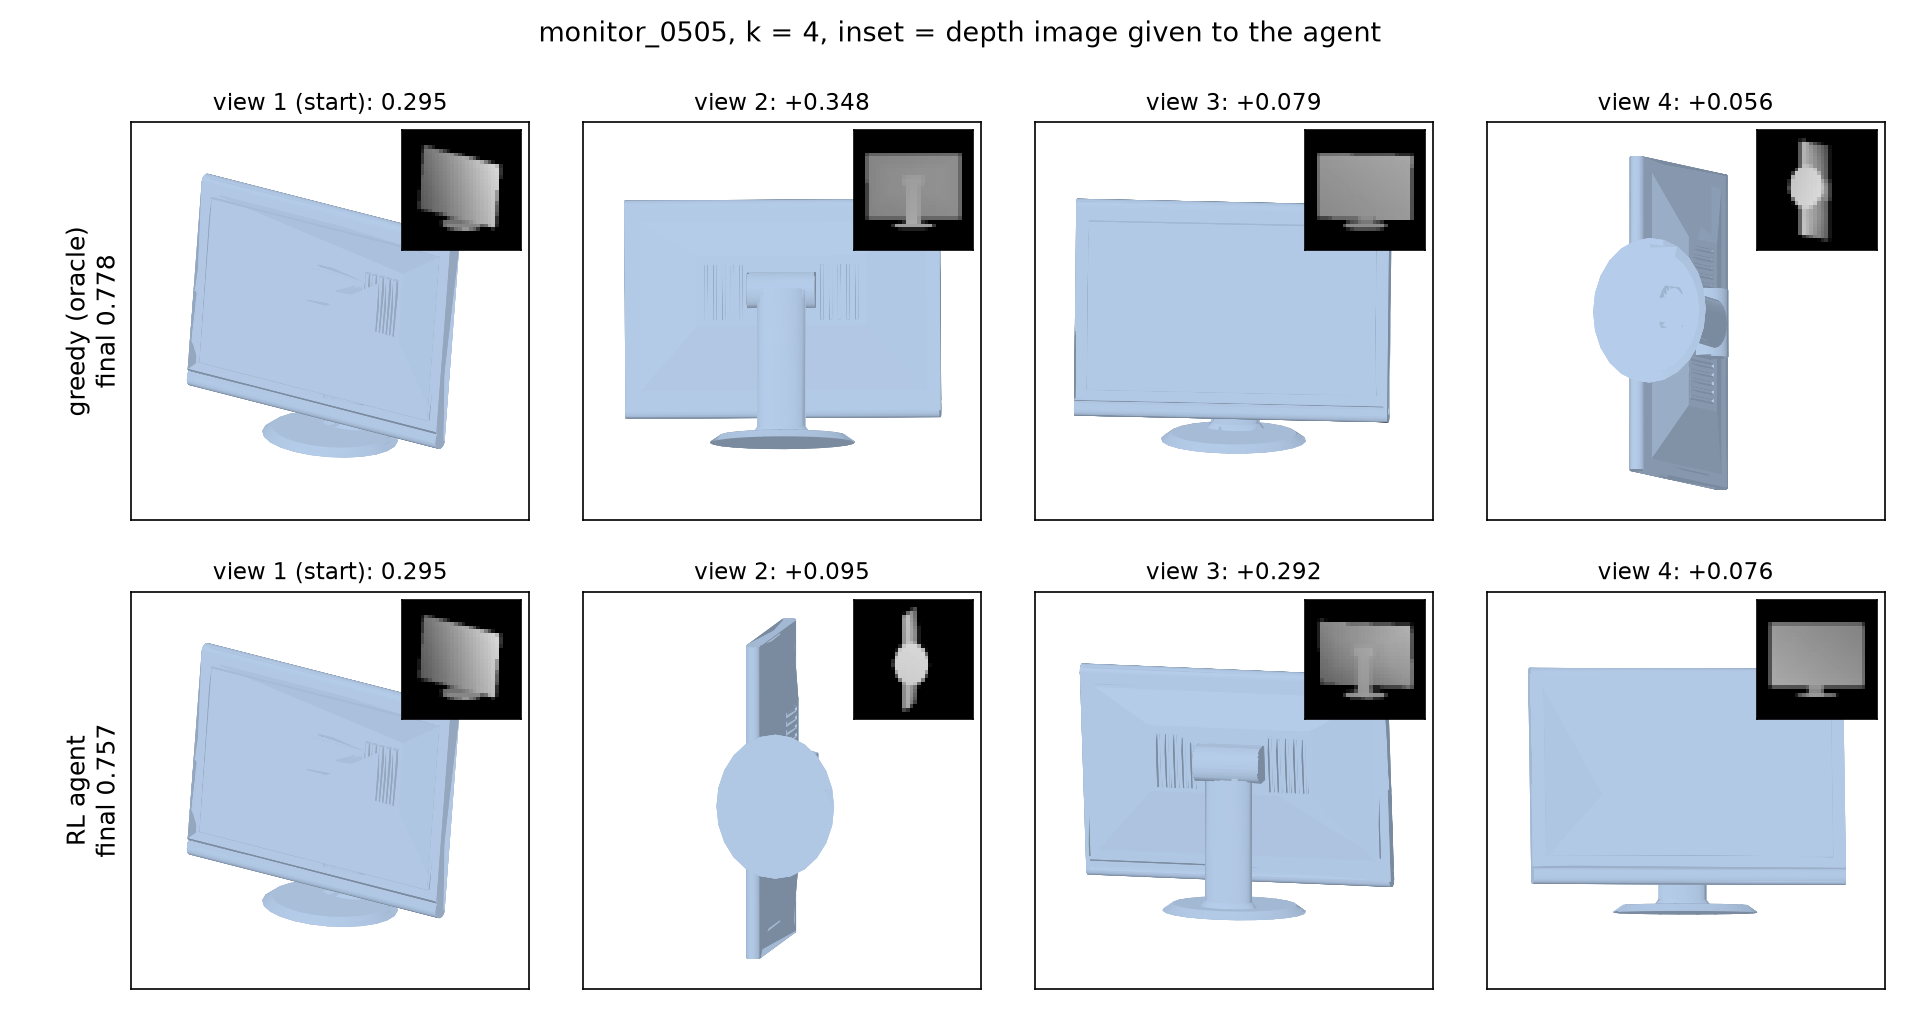 monitor_0505, k = 4, inset = depth image given to the agent
greedy (oracle)
final 0.778
view 1 (start): 0.295
view 2: +0.348
view 3: +0.079
view 4: +0.056
RL agent
final 0.757
view 1 (start): 0.295
view 2: +0.095
view 3: +0.292
view 4: +0.076